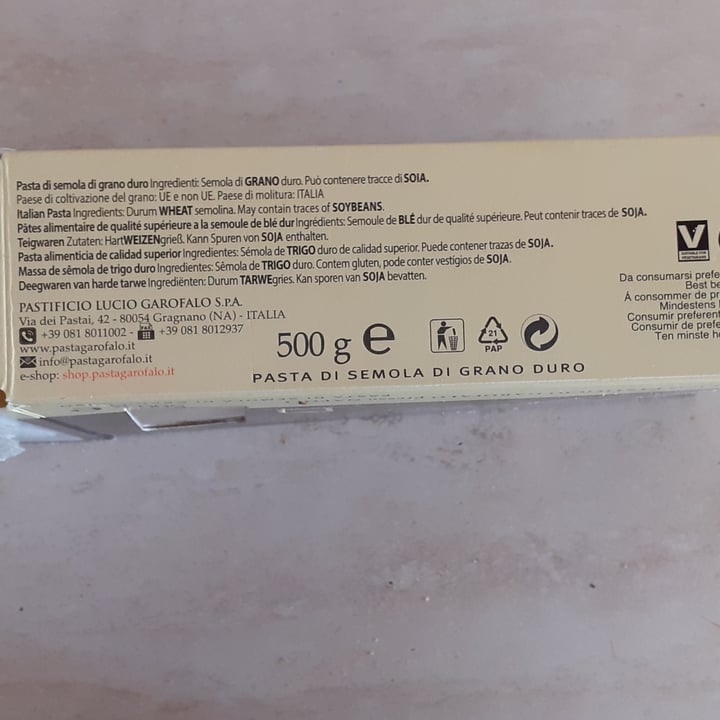 Pasta di semola di grano duro Ingredienti: Semola di GRANO duro. Può contenere tracce di SOIA.
Paese di coltivazione del grano: UE e non UE. Paese di molitura: ITALIA
Italian Pasta Ingredients: Durum WHEAT semolina. May contain traces of SOYBEANS.
Pâtes alimentaire de qualité supérieure à la semoule de blé dur Ingrédients: Semoule de BLÉ dur de qualité supérieure. Peut contenir traces de SOJA.
Teigwaren Zutaten: HartWEIZENgrieß. Kann Spuren von SOJA enthalten.
Pasta alimenticia de calidad superior Ingredientes: Sémola de TRIGO duro de calidad superior. Puede contener trazas de SOJA.
Massa de sêmola de trigo duro Ingredientes: Sêmola de TRIGO duro. Contem gluten, pode conter vestígios de SOJA.
Deegwaren van harde tarwe Ingrediënten: Durum TARWEgries. Kan sporen van SOJA bevatten.
PASTIFICIO LUCIO GAROFALO S.P.A.
Via dei Pastai, 42 - 80054 Gragnano (NA) - ITALIA
+39 081 8011002 - FAX +39 081 8012937
www.pastagarofalo.it
info@pastagarofalo.it
e-shop: shop.pastagarofalo.it
500 g e
21
PAP
PASTA DI SEMOLA DI GRANO DURO
V
Da consumarsi prefe
Best be
À consommer de pr
Mindestens
Consumir preferent
Consumir de prefe
Ten minste h